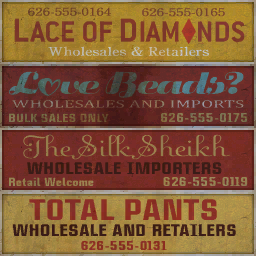 626-555-0164 626-555-0165
LACE OF DIAMONDS
Wholesales & Retailers
Love Beads?
WHOLESALES AND IMPORTS
BULK SALES ONLY 626-555-0175
The Silk Sheikh
WHOLESALE IMPORTERS
Retail Welcome 626-555-0119
TOTAL PANTS
WHOLESALE AND RETAILERS
626-555-0131